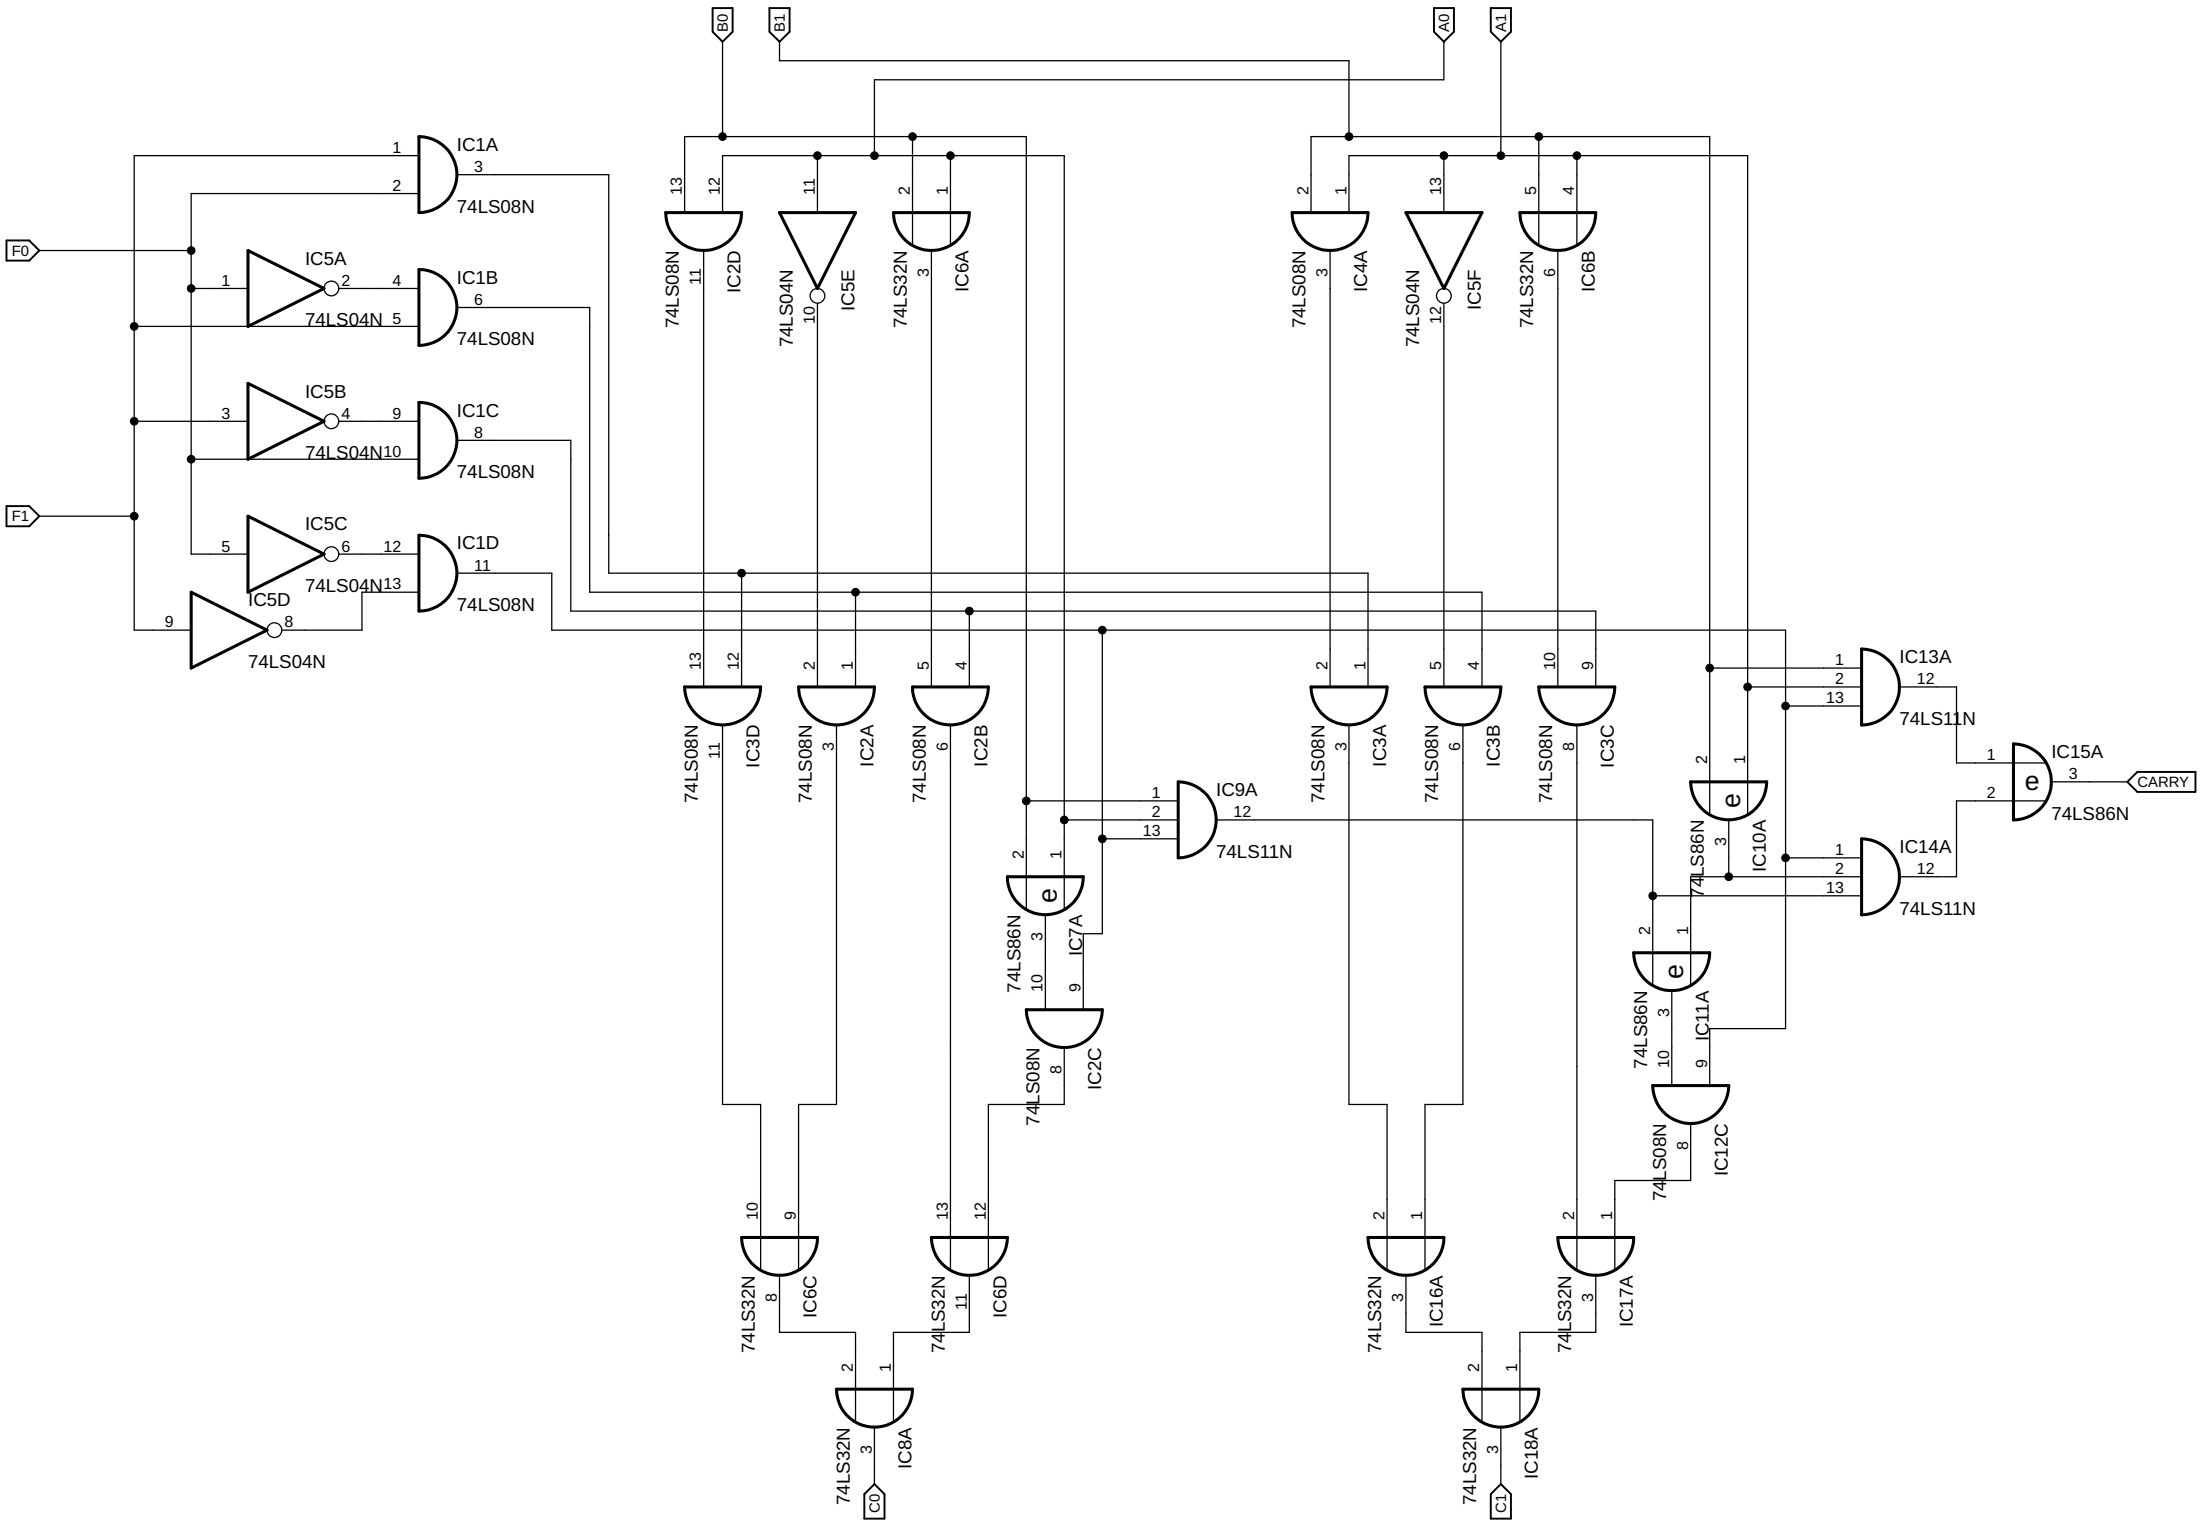 B0
B1
A0
A1
F0
F1
1
2
IC1A
3
74LS08N
1
IC5A
2
74LS04N
4
5
IC1B
6
74LS08N
3
IC5B
4
74LS04N
9
10
IC1C
8
74LS08N
5
IC5C
6
74LS04N
12
13
IC1D
11
74LS08N
9
IC5D
8
74LS04N
13
12
74LS08N
11
IC2D
11
74LS04N
10
IC5E
2
1
74LS32N
3
IC6A
2
1
74LS08N
3
IC4A
13
74LS04N
12
IC5F
5
4
74LS32N
6
IC6B
13
12
74LS08N
11
IC3D
2
1
74LS08N
3
IC2A
5
4
74LS08N
6
IC2B
2
1
74LS08N
3
IC3A
5
4
74LS08N
6
IC3B
10
9
74LS08N
8
IC3C
1
2
13
IC9A
12
74LS11N
2
1
e
74LS86N
3
IC7A
10
9
74LS08N
8
IC2C
2
1
e
74LS86N
3
IC10A
1
2
13
IC13A
12
74LS11N
1
2
13
IC14A
12
74LS11N
1
2
e
IC15A
3
74LS86N
CARRY
2
1
e
74LS86N
3
IC11A
10
9
74LS08N
8
IC12C
10
9
74LS32N
8
IC6C
13
12
74LS32N
11
IC6D
2
1
74LS32N
3
IC16A
2
1
74LS32N
3
IC17A
2
1
74LS32N
3
IC8A
2
1
74LS32N
3
IC18A
C0
C1